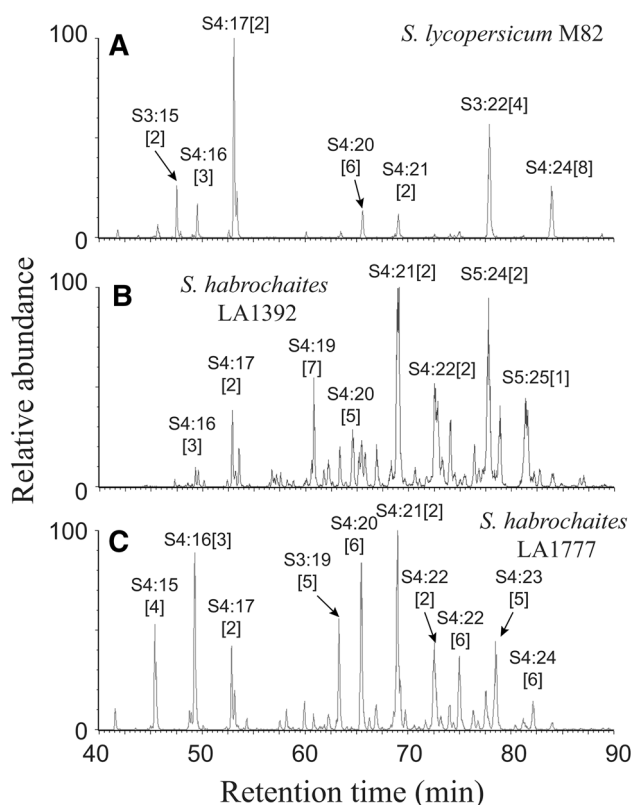 A
S. lycopersicum M82
100
S4:17[2]
S3:15
[2]
S4:16
[3]
S4:20
[6]
S4:21
[2]
S3:22[4]
S4:24[8]
0
B
S. habrochaites
LA1392
100
S4:16
[3]
S4:17
[2]
S4:19
[7]
S4:20
[5]
S4:21[2]
S4:22[2]
S5:24[2]
S5:25[1]
0
Relative abundance
C
S. habrochaites
LA1777
100
S4:15
[4]
S4:16[3]
S4:17
[2]
S3:19
[5]
S4:20
[6]
S4:21[2]
S4:22
[2]
S4:22
[6]
S4:23
[5]
S4:24
[6]
0
40 50 60 70 80 90
Retention time (min)